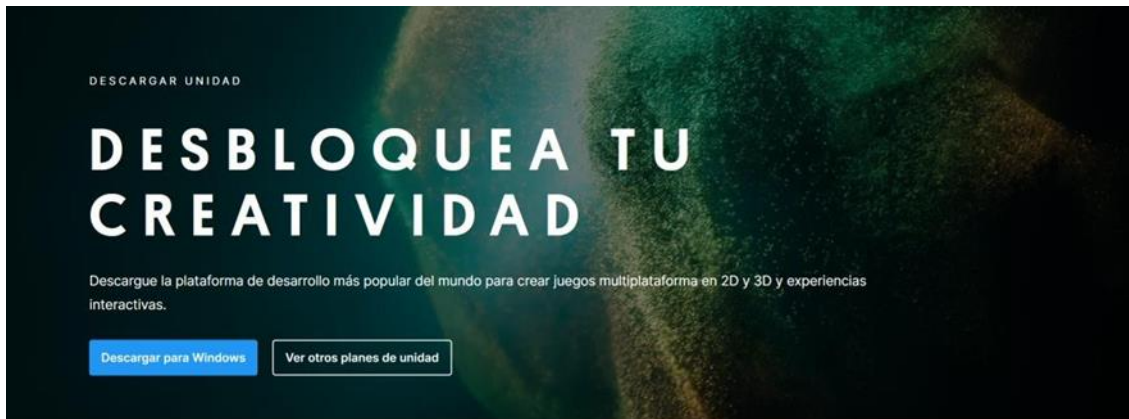 DESCARGAR UNIDAD
DESBLOQUEA TU
CREATIVIDAD
Descargue la plataforma de desarrollo más popular del mundo para crear juegos multiplataforma en 2D y 3D y experiencias
interactivas.
Descargar para Windows
Ver otros planes de unidad